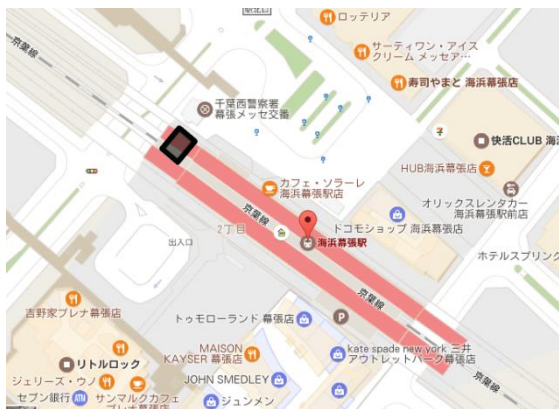 ロッテリア
サーティワン・アイス
クリーム メッセア…
寿司やまと 海浜幕張店
京葉線
千葉西警察署
幕張メッセ交番
快活CLUB 海
HUB海浜幕張店
カフェ・ソラーレ
海浜幕張駅店
オリックスレンタカー
海浜幕張駅前店
京葉線
2丁目
ドコモショップ 海浜幕張店
海浜幕張駅
出入口
ホテルスプリング
京葉線
吉野家プレナ幕張店
トゥモローランド 幕張店
P
リトルロック
MAISON
KAYSER 幕張店
kate spade new york 三井
アウトレットパーク幕張店
ジェリーズ・ウノ
JOHN SMEDLEY
セブン銀行
ATM
サンマルクカフェ
プレナ幕張店
ジュンメン